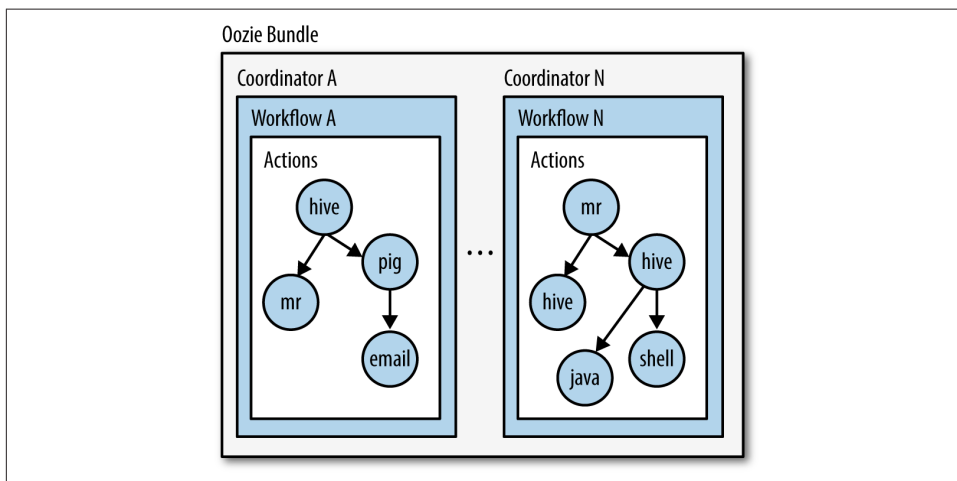 Oozie Bundle
Coordinator A
Workflow A
Actions
hive
pig
mr
email
...
Coordinator N
Workflow N
Actions
mr
hive
hive
java
shell